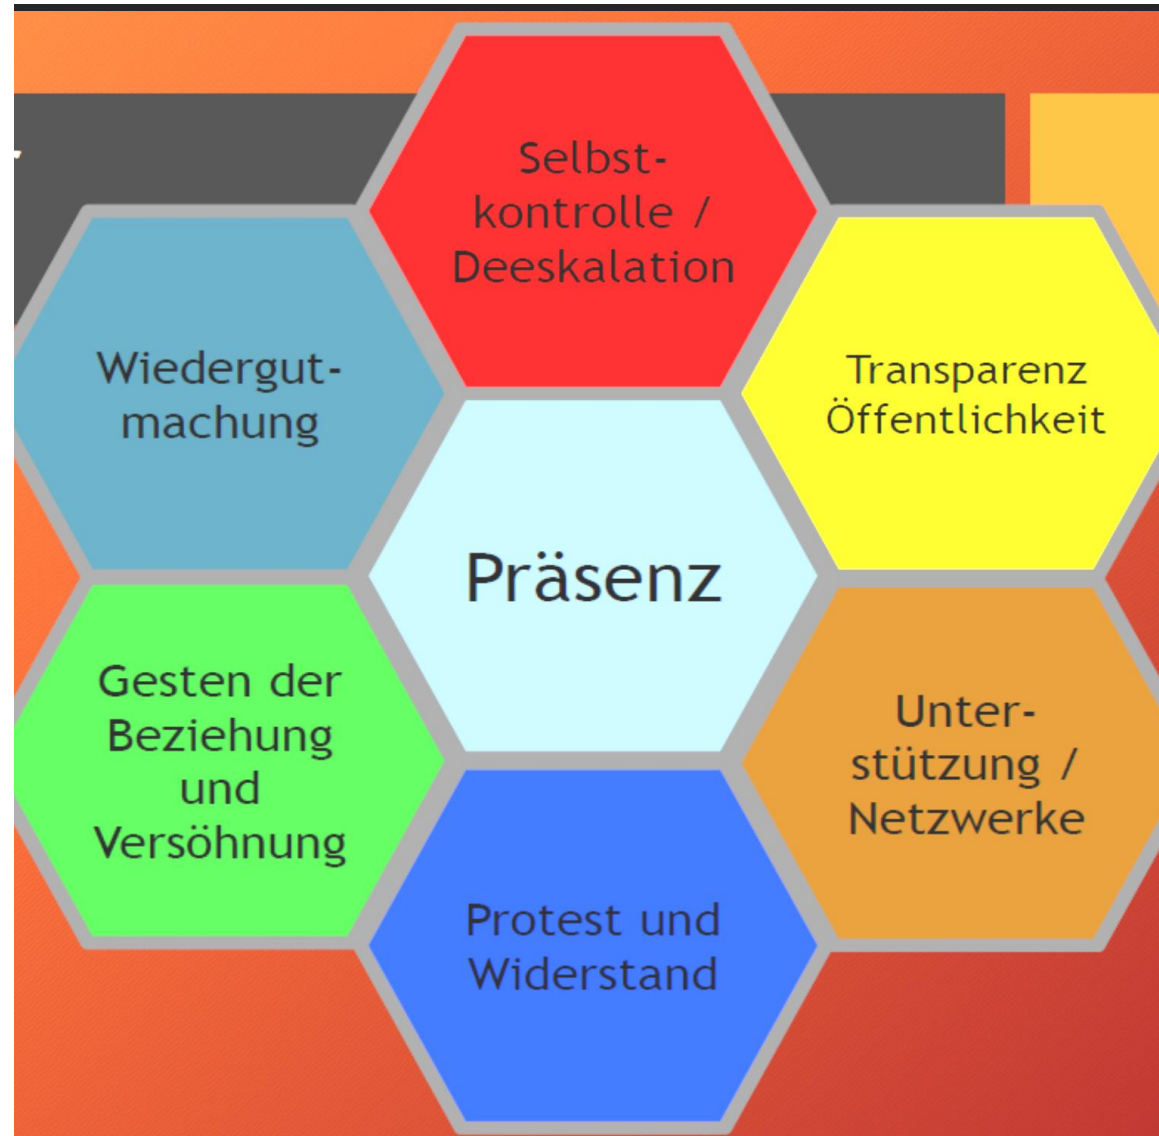 Selbst-
kontrolle /
Deeskalation
Transparenz
Öffentlichkeit
Unter-
stützung /
Netzwerke
Protest und
Widerstand
Gesten der
Beziehung
und
Versöhnung
Wiedergut-
machung
Präsenz